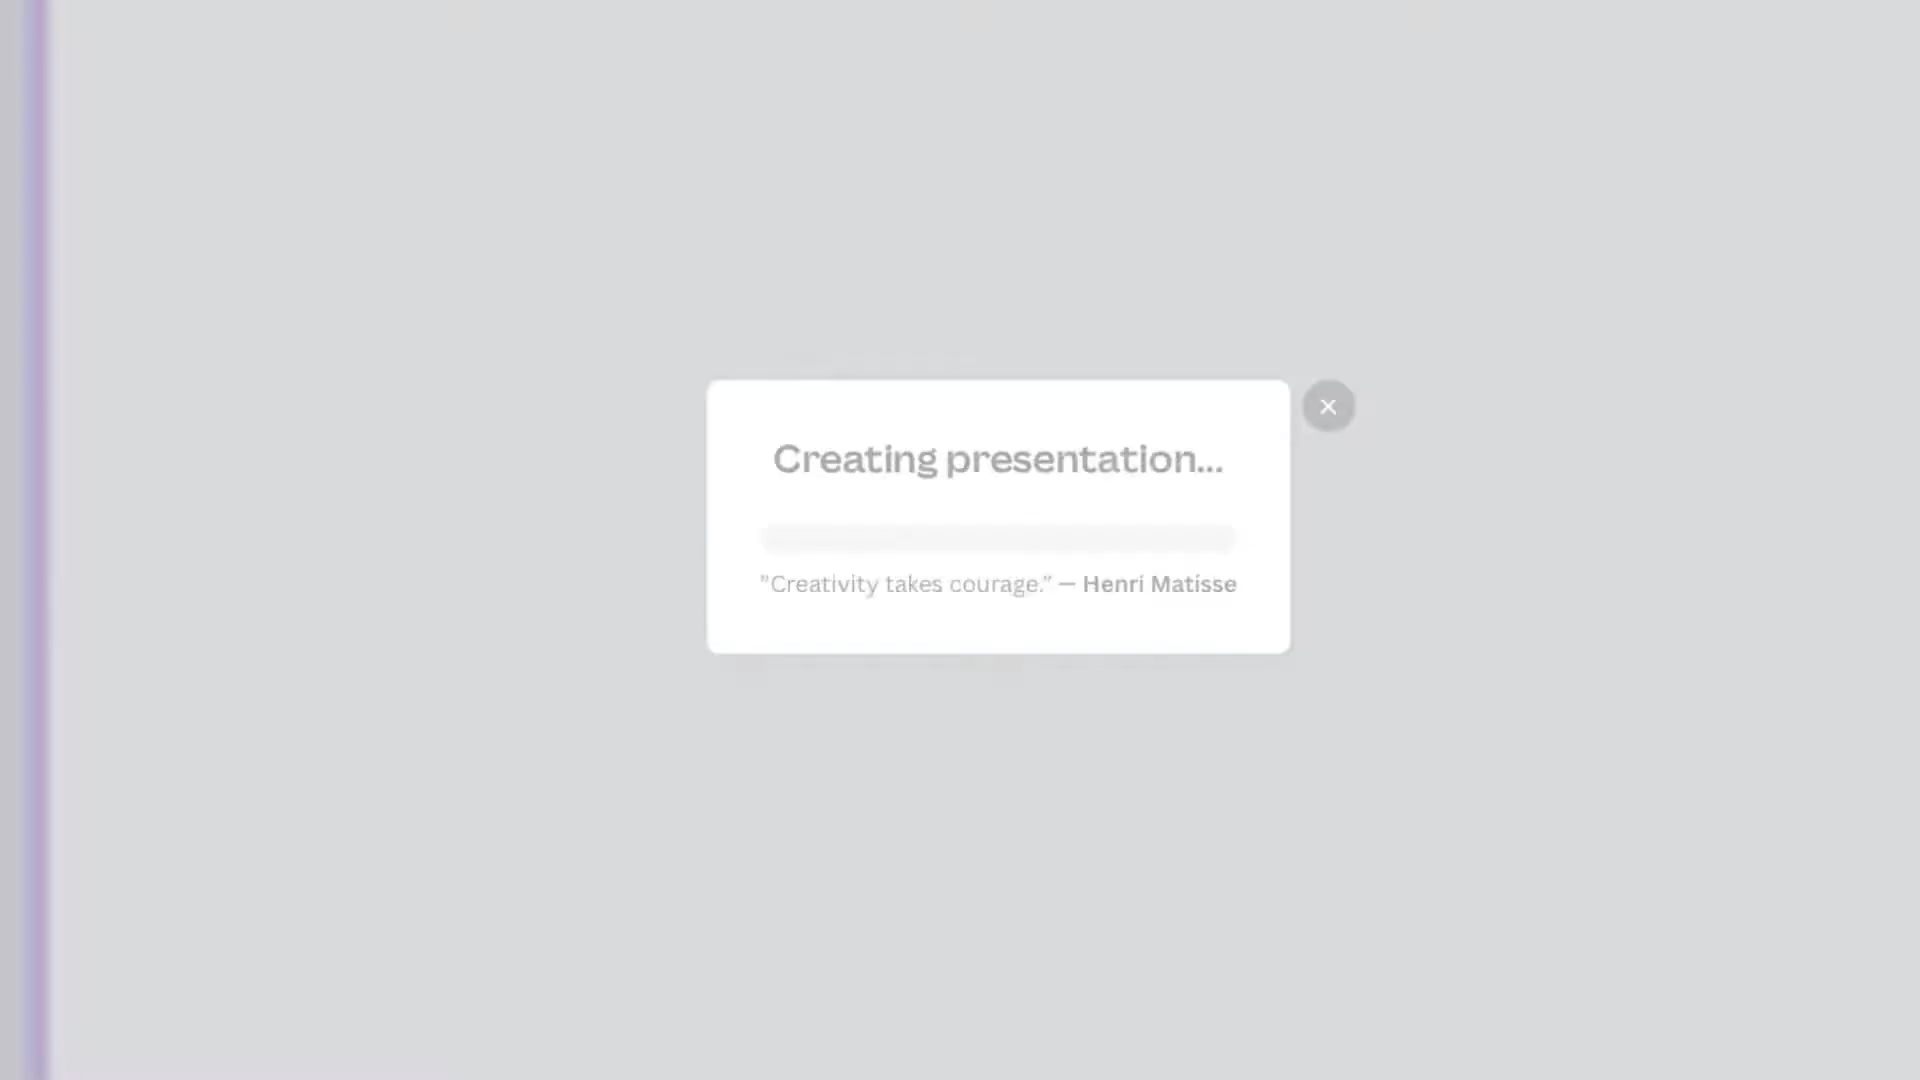 Creating presentation...
"Creativity takes courage." — Henri Matisse